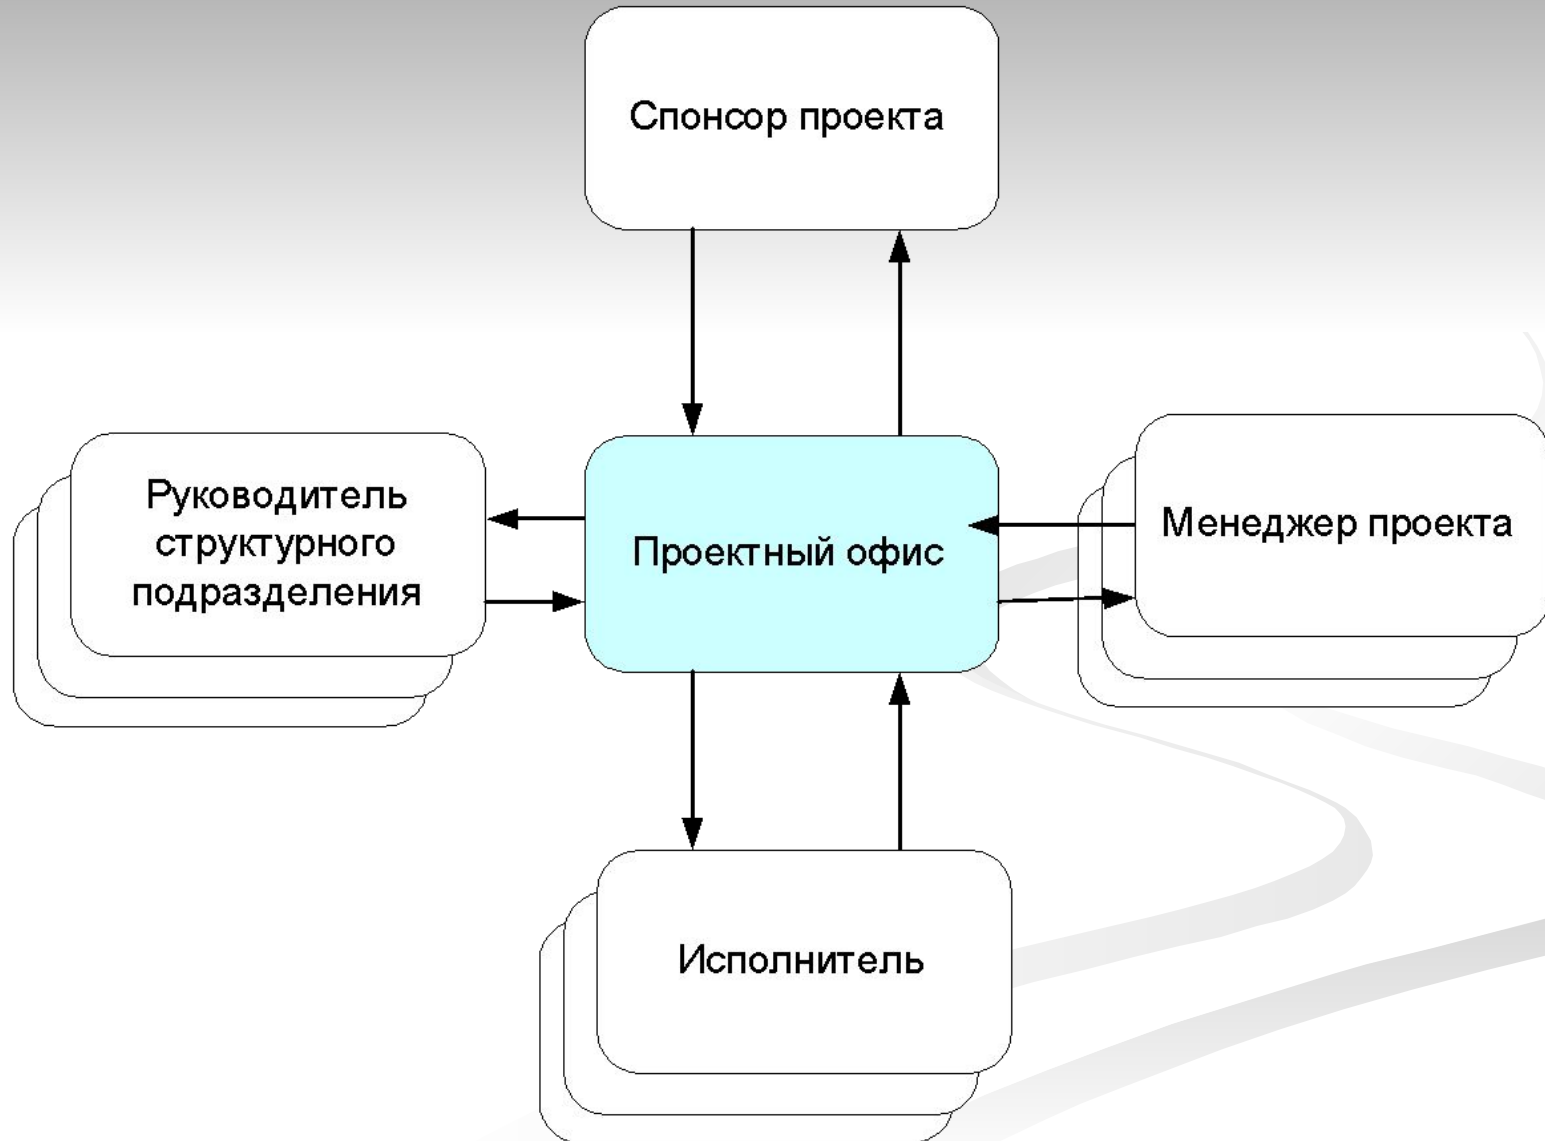 Спонсор проекта
Руководитель
структурного
подразделения
Проектный офис
Менеджер проекта
Исполнитель